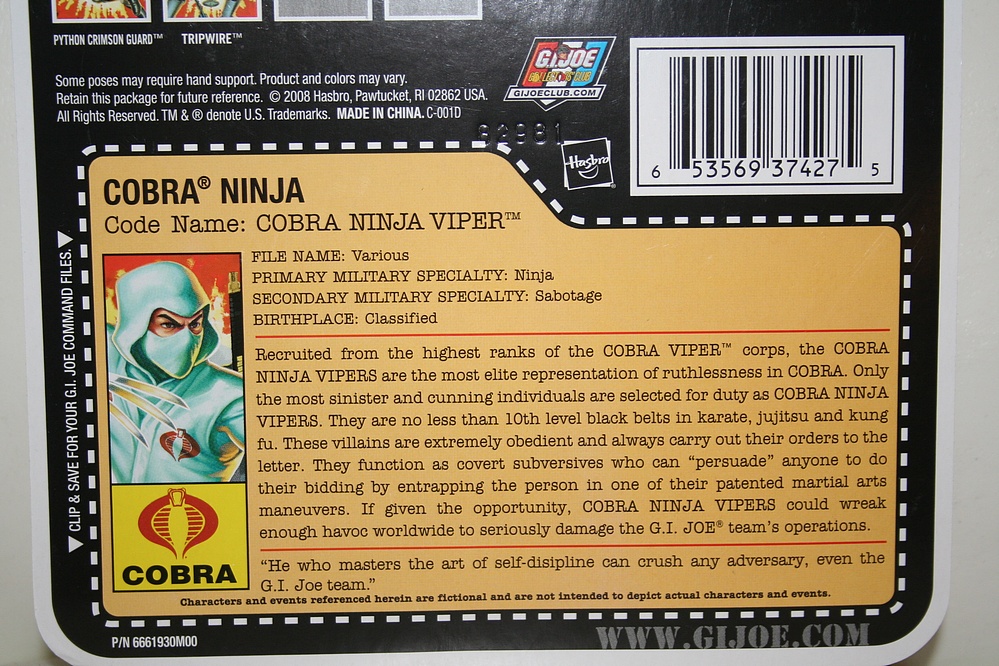 PYTHON CRIMSON GUARD™ TRIPWIRE™
Some poses may require hand support. Product and colors may vary.
Retain this package for future reference. © 2008 Hasbro, Pawtucket, RI 02862 USA.
All Rights Reserved. TM & ® denote U.S. Trademarks. MADE IN CHINA. C-001D
G.I. JOE
COLLECTORS' CLUB
GIJOECLUB.COM
82981
Hasbro
6 53569 37427 5
▼ CLIP & SAVE FOR YOUR G.I. JOE COMMAND FILES. ▼
COBRA® NINJA
Code Name: COBRA NINJA VIPER™
FILE NAME: Various
PRIMARY MILITARY SPECIALTY: Ninja
SECONDARY MILITARY SPECIALTY: Sabotage
BIRTHPLACE: Classified
Recruited from the highest ranks of the COBRA VIPER™ corps, the COBRA
NINJA VIPERS are the most elite representation of ruthlessness in COBRA. Only
the most sinister and cunning individuals are selected for duty as COBRA NINJA
VIPERS. They are no less than 10th level black belts in karate, jujitsu and kung
fu. These villains are extremely obedient and always carry out their orders to the
letter. They function as covert subversives who can “persuade” anyone to do
their bidding by entrapping the person in one of their patented martial arts
maneuvers. If given the opportunity, COBRA NINJA VIPERS could wreak
enough havoc worldwide to seriously damage the G.I. JOE® team's operations.
COBRA
“He who masters the art of self-disipline can crush any adversary, even the
G.I. Joe team.”
Characters and events referenced herein are fictional and are not intended to depict actual characters and events.
P/N 6661930M00
WWW.GIJOE.COM